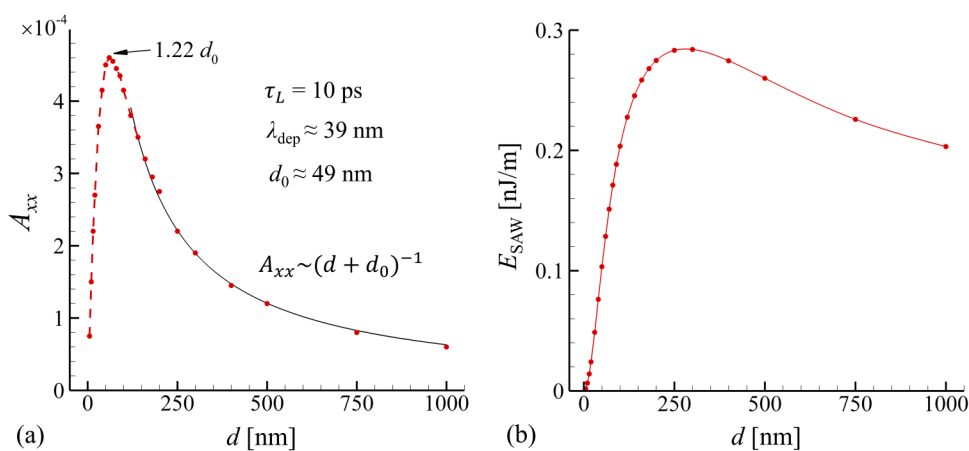 ×10⁻⁴
4
3
2
1
0
A_xx
1.22 d₀
τ_L = 10 ps
λ_dep ≈ 39 nm
d₀ ≈ 49 nm
A_xx~(d + d₀)⁻¹
0 250 500 750 1000
(a) d [nm]
0.3
0.2
0.1
0
E_SAW [nJ/m]
0 250 500 750 1000
(b) d [nm]